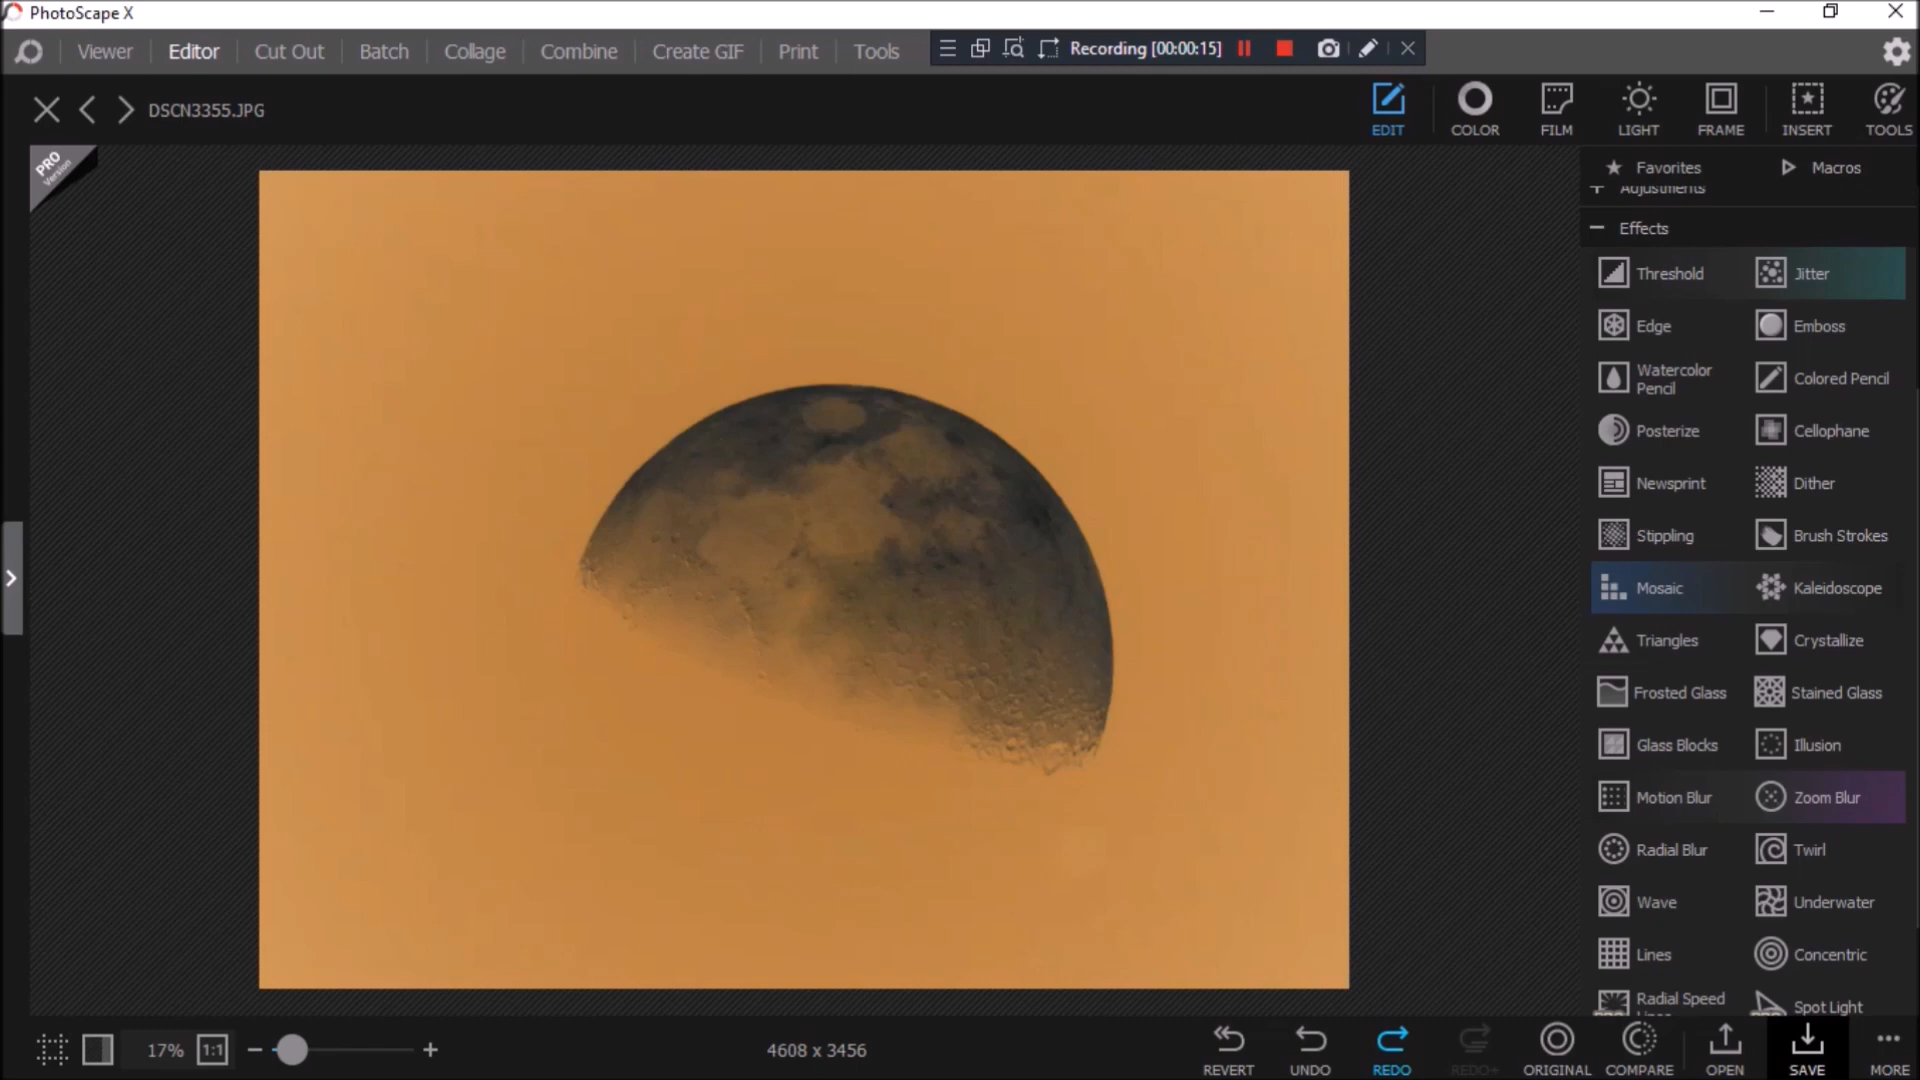 PhotoScape X
Viewer Editor Cut Out Batch Collage Combine Create GIF Print Tools
Recording [00:00:15]
DSCN3355.JPG
EDIT COLOR FILM LIGHT FRAME INSERT TOOLS
PRO
Version
Favorites Macros
Adjustments
Effects
Threshold Jitter
Edge Emboss
Watercolor Pencil Colored Pencil
Posterize Cellophane
Newsprint Dither
Stippling Brush Strokes
Mosaic Kaleidoscope
Triangles Crystallize
Frosted Glass Stained Glass
Glass Blocks Illusion
Motion Blur Zoom Blur
Radial Blur Twirl
Wave Underwater
Lines Concentric
Radial Speed Spot Light
17% 1:1 4608 x 3456
REVERT UNDO REDO REDO+ ORIGINAL COMPARE OPEN SAVE MORE